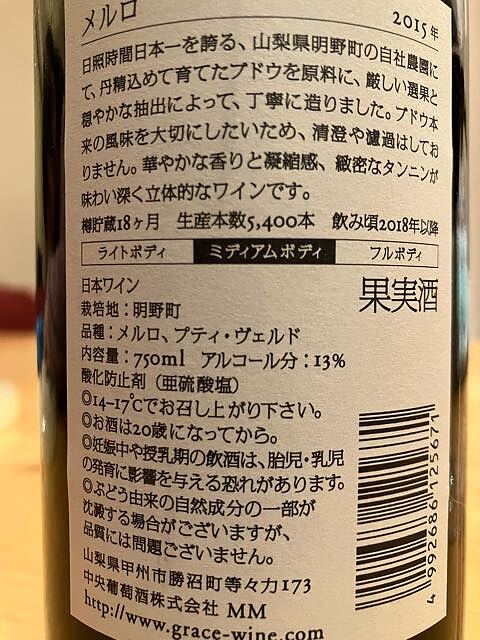 メルロ 2015年
日照時間日本一を誇る、山梨県明野町の自社農園に
て、丹精込めて育てたブドウを原料に、厳しい選果と
穏やかな抽出によって、丁寧に造りました。ブドウ本
来の風味を大切にしたいため、清澄や濾過はしてお
りません。華やかな香りと凝縮感、緻密なタンニンが
味わい深く立体的なワインです。
樽貯蔵18ヶ月 生産本数5,400本 飲み頃2018年以降
ライトボディ ミディアムボディ フルボディ
日本ワイン 果実酒
栽培地：明野町
品種：メルロ、プティ・ヴェルド
内容量：750ml アルコール分：13%
酸化防止剤（亜硫酸塩）
◎14-17℃でお召し上がり下さい。
◎お酒は20歳になってから。
◎妊娠中や授乳期の飲酒は、胎児・乳児
の発育に影響を与える恐れがあります。
◎ぶどう由来の自然成分の一部が
沈澱する場合がございますが、
品質には問題ございません。
山梨県甲州市勝沼町等々力173
中央葡萄酒株式会社 MM
http://www.grace-wine.com
4 992686 125671